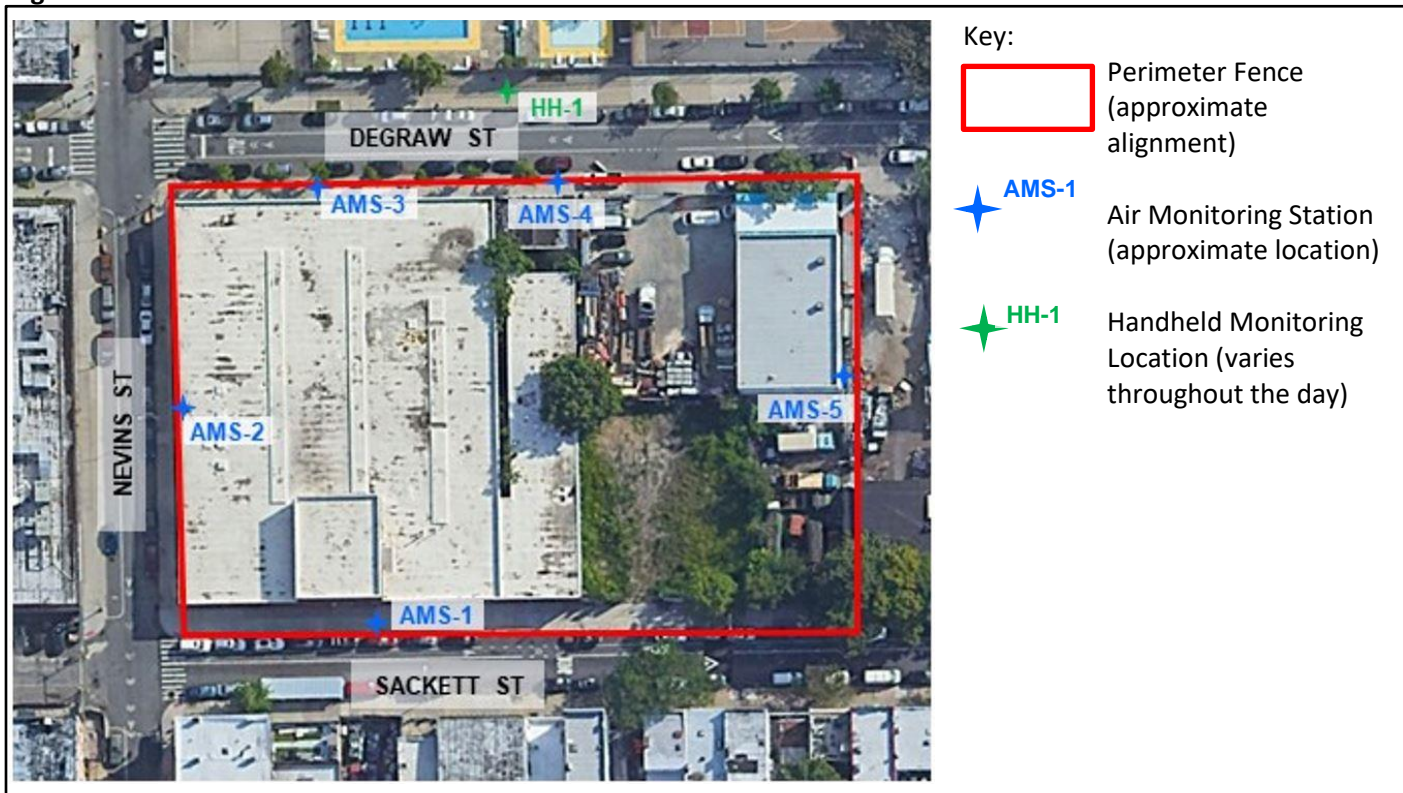 HH-1
DEGRAW ST
AMS-3
AMS-4
NEVINS ST
AMS-2
AMS-5
AMS-1
SACKETT ST
Key:
Perimeter Fence
(approximate
alignment)
AMS-1
Air Monitoring Station
(approximate location)
HH-1
Handheld Monitoring
Location (varies
throughout the day)